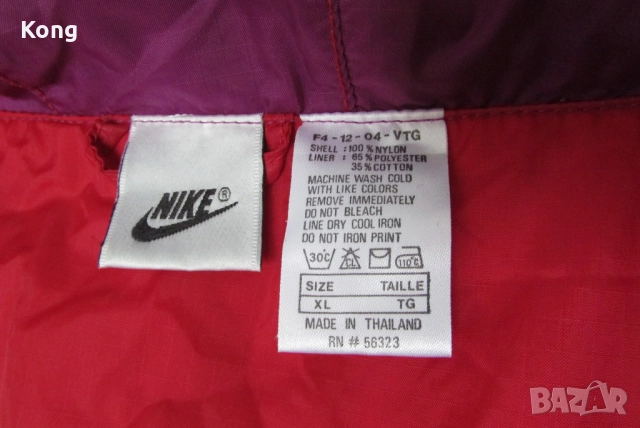 Kong
NIKE ®
F4-12-04-VTG
SHELL: 100% NYLON
LINER: 65% POLYESTER
35% COTTON
MACHINE WASH COLD
WITH LIKE COLORS
REMOVE IMMEDIATELY
DO NOT BLEACH
LINE DRY COOL IRON
DO NOT IRON PRINT
30°C CL 110°C
SIZE TAILLE
XL TG
MADE IN THAILAND
RN # 56323
BAZAR